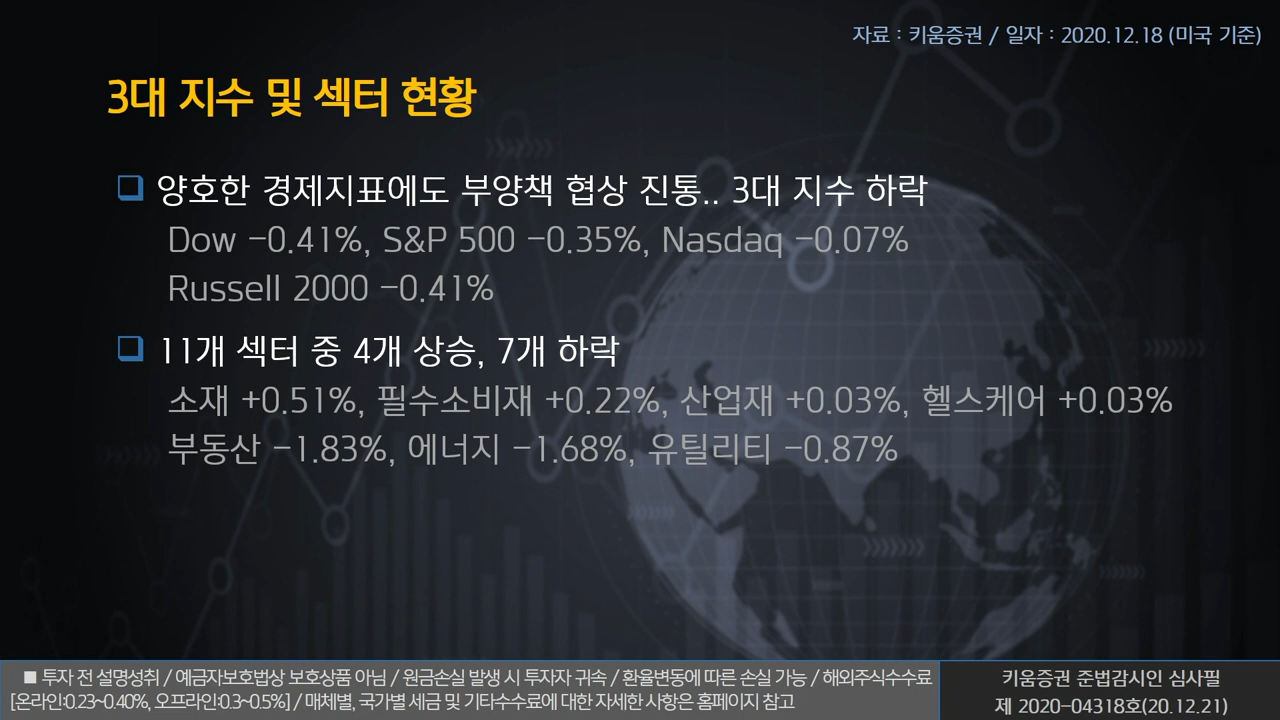 자료 : 키움증권 / 일자 : 2020.12.18 (미국 기준)
3대 지수 및 섹터 현황
❑ 양호한 경제지표에도 부양책 협상 진통.. 3대 지수 하락
Dow -0.41%, S&P 500 -0.35%, Nasdaq -0.07%
Russell 2000 -0.41%
❑ 11개 섹터 중 4개 상승, 7개 하락
소재 +0.51%, 필수소비재 +0.22%, 산업재 +0.03%, 헬스케어 +0.03%
부동산 -1.83%, 에너지 -1.68%, 유틸리티 -0.87%
■ 투자 전 설명성취 / 예금자보호법상 보호상품 아님 / 원금손실 발생 시 투자자 귀속 / 환율변동에 따른 손실 가능 / 해외주식수수료
[온라인:0.23~0.40%, 오프라인:0.3~0.5%] / 매체별, 국가별 세금 및 기타수수료에 대한 자세한 사항은 홈페이지 참고
키움증권 준법감시인 심사필
제 2020-04318호(20.12.21)